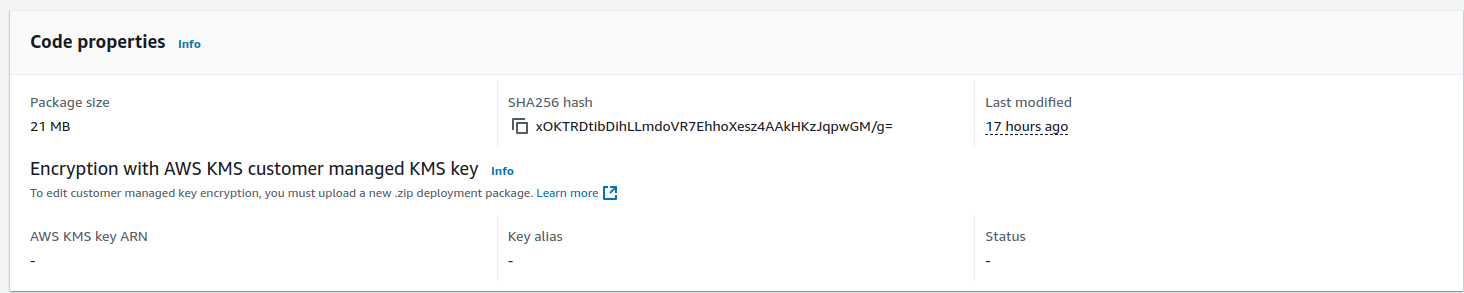 Code properties Info
Package size
21 MB
SHA256 hash
xOKTRDtibDihLLmdoVR7EhhoXesz4AAkHKzJqpwGM/g=
Last modified
17 hours ago
Encryption with AWS KMS customer managed KMS key Info
To edit customer managed key encryption, you must upload a new .zip deployment package. Learn more
AWS KMS key ARN
-
Key alias
-
Status
-